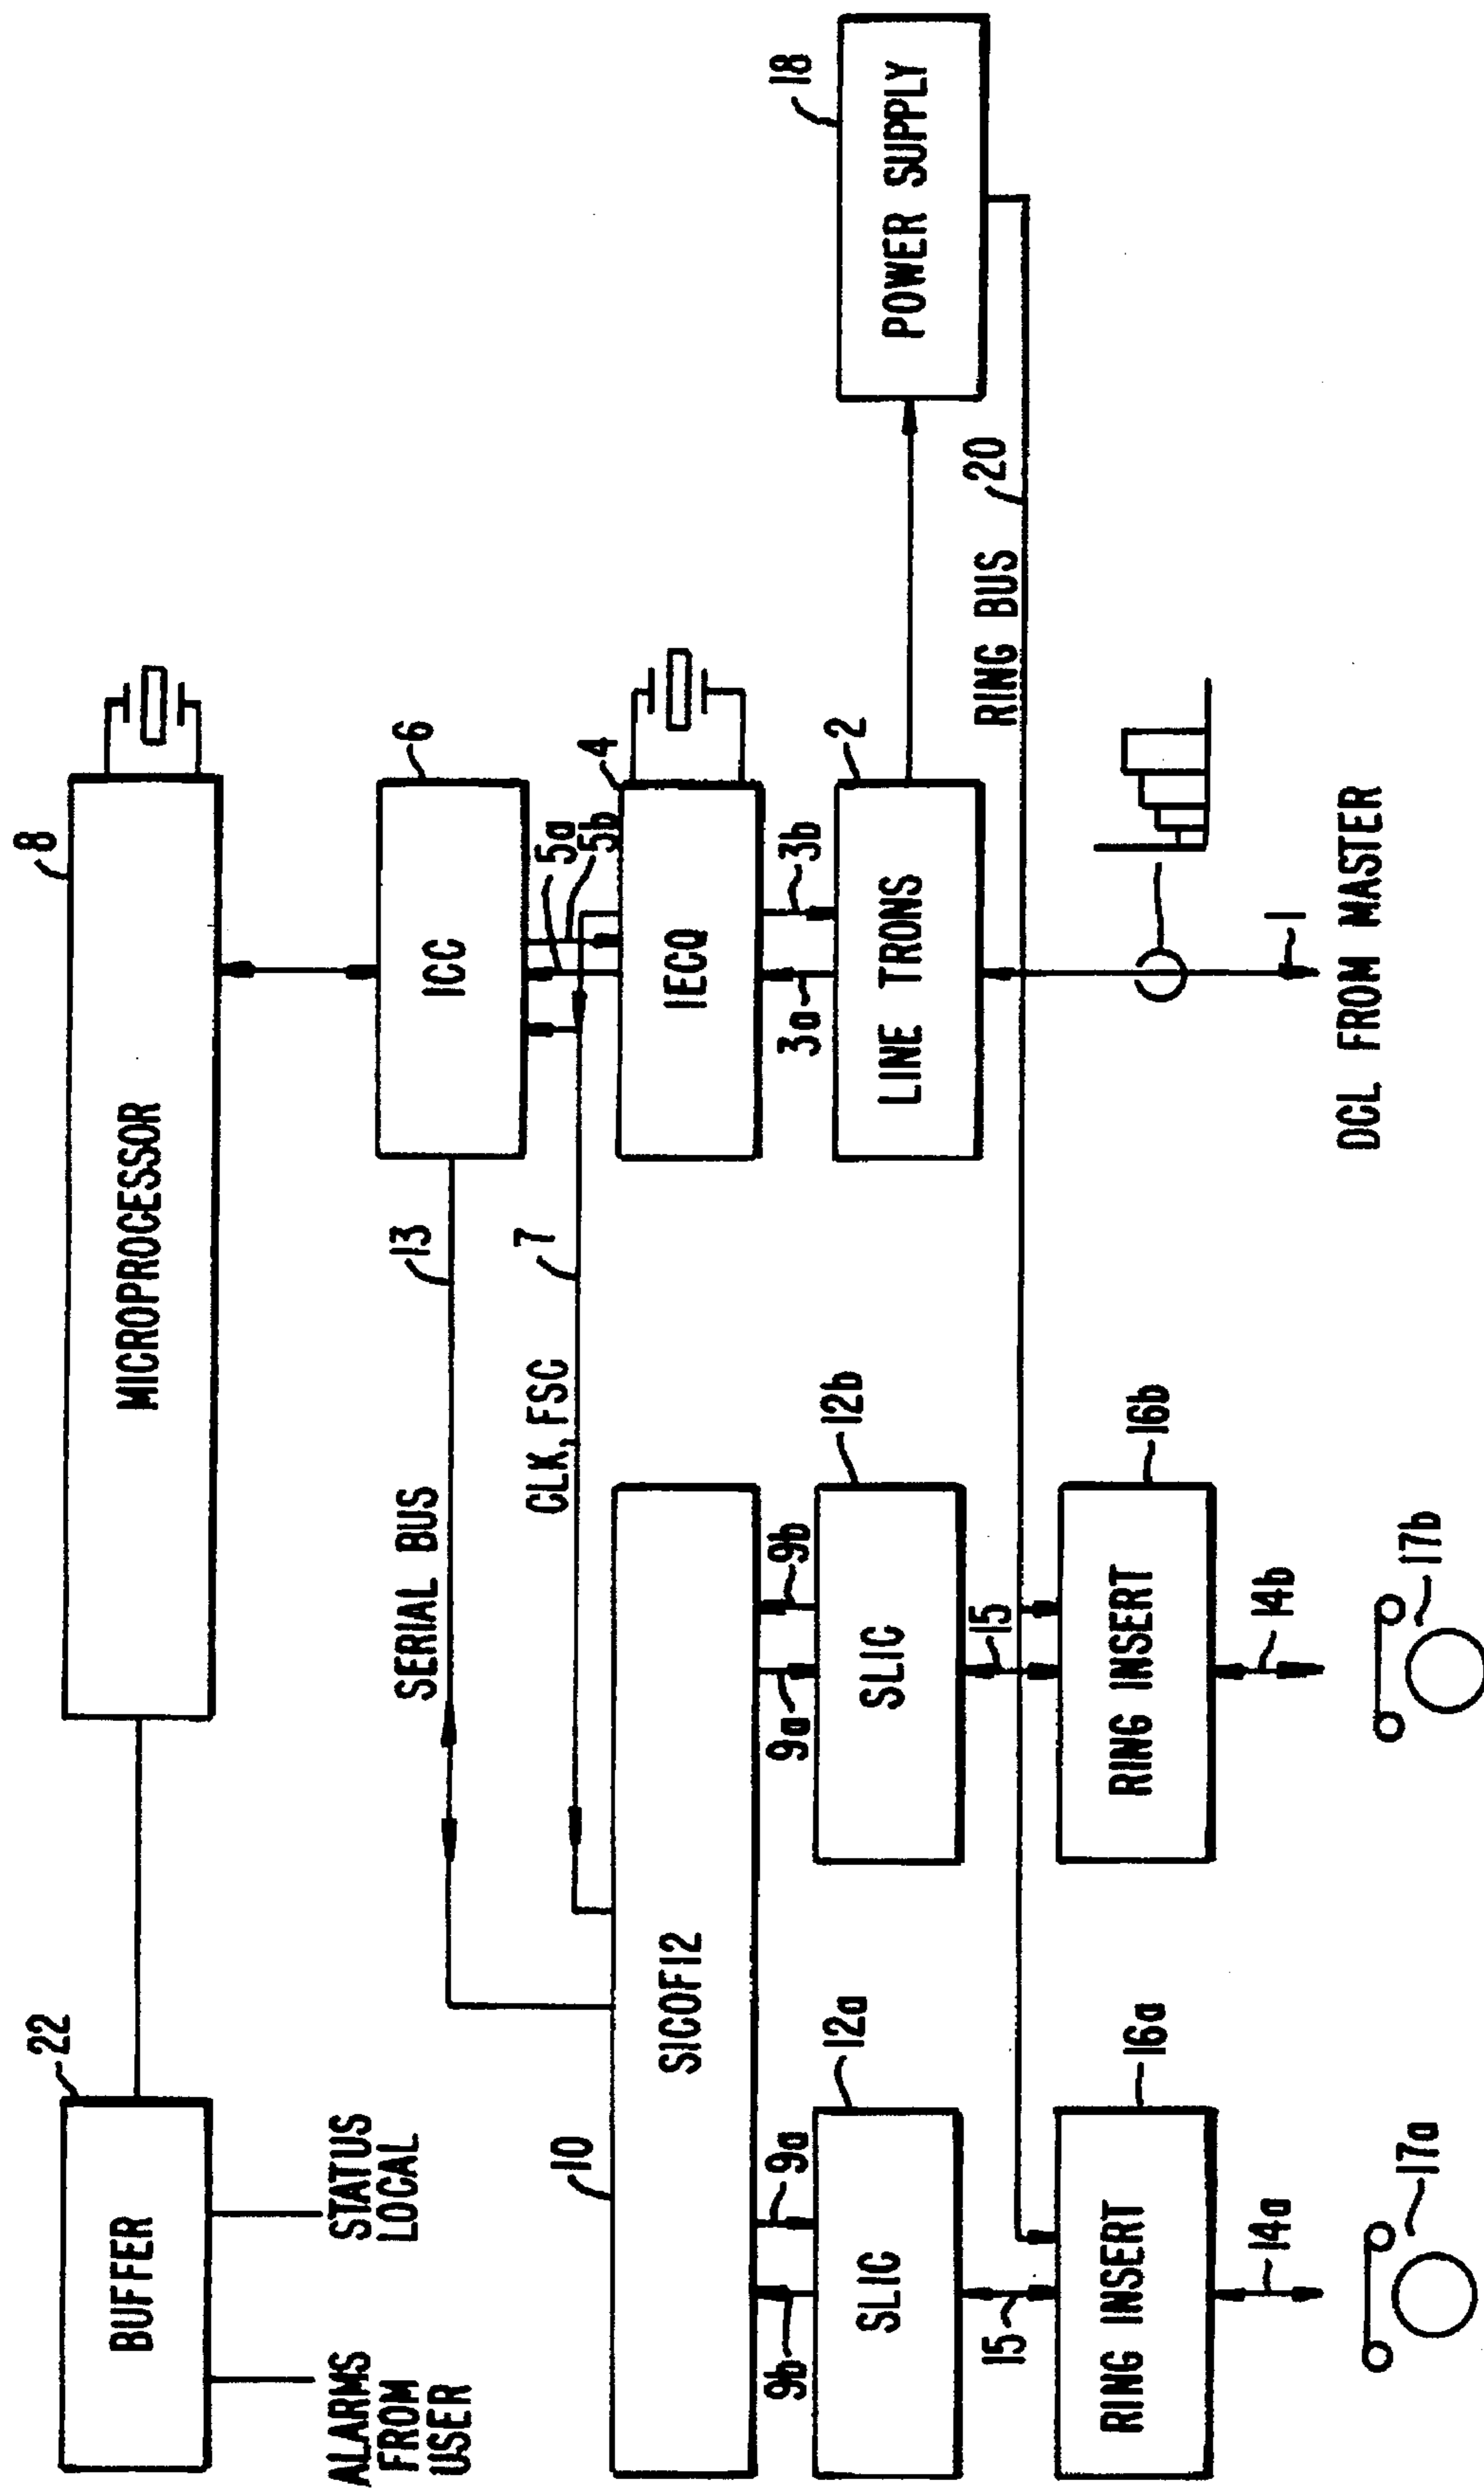 22
BUFFER
ALARMS
FROM
USER
STATUS
LOCAL
8
MICROPROCESSOR
13
SERIAL BUS
6
ICC
7
CLK, FSC
5a
5b
4
IECQ
3a
3b
2
LINE TRONS
18
POWER SUPPLY
10
SICOFI2
9b
9a
9a
9b
12a
SLIC
12b
SLIC
15
15
RING BUS
20
16a
RING INSERT
16b
RING INSERT
14a
14b
17a
17b
1
DCL FROM MASTER